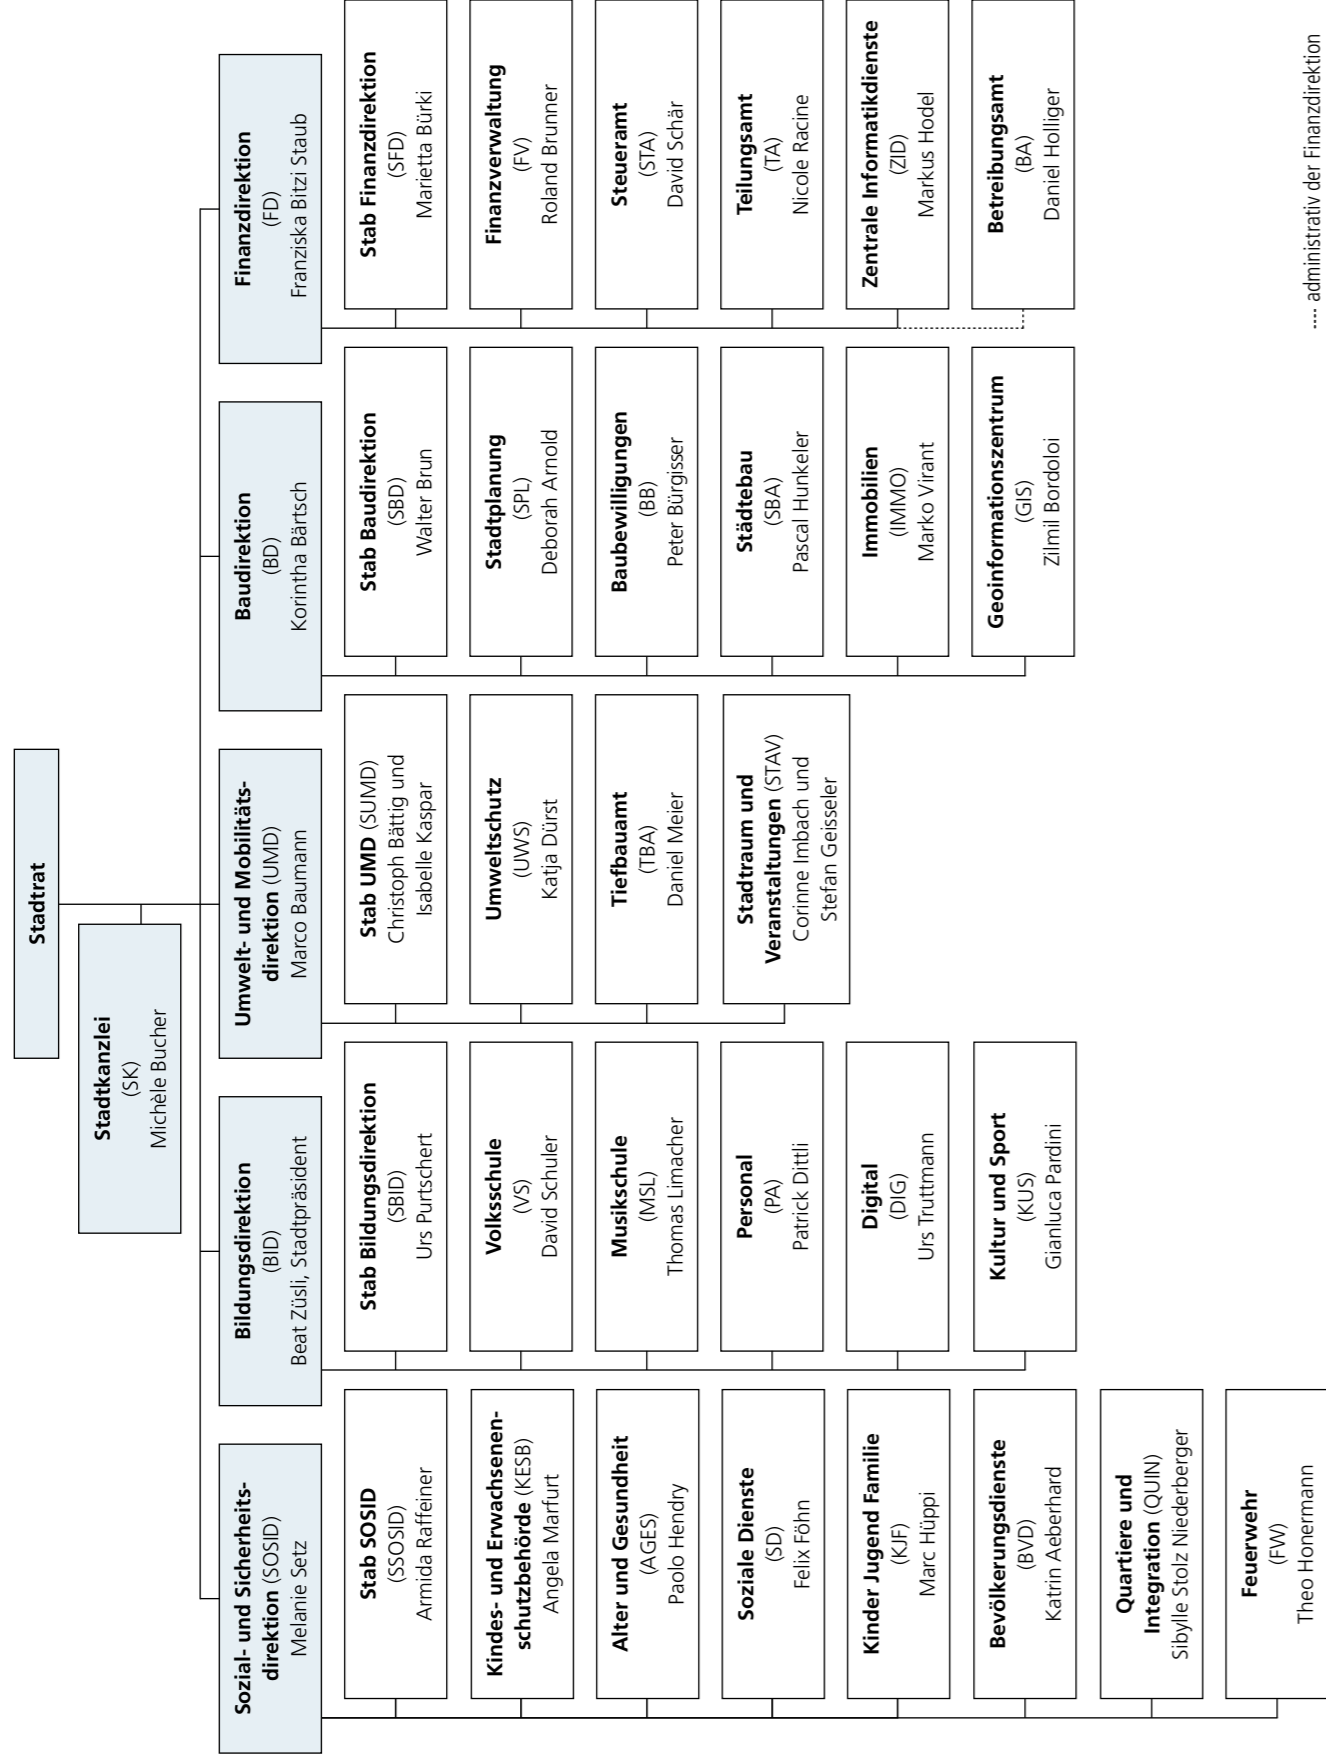 Stadtrat
Stadtkanzlei
(SK)
Michèle Bucher
Sozial- und Sicherheits-
direktion (SOSID)
Melanie Setz
Stab SOSID
(SSOSID)
Armida Raffeiner
Kindes- und Erwachsenen-
schutzbehörde (KESB)
Angela Marfurt
Alter und Gesundheit
(AGES)
Paolo Hendry
Soziale Dienste
(SD)
Felix Föhn
Kinder Jugend Familie
(KJF)
Marc Hüppi
Bevölkerungsdienste
(BVD)
Katrin Aeberhard
Quartiere und
Integration (QUIN)
Sibylle Stolz Niederberger
Feuerwehr
(FW)
Theo Honermann
Bildungsdirektion
(BID)
Beat Züsli, Stadtpräsident
Stab Bildungsdirektion
(SBID)
Urs Purtschert
Volksschule
(VS)
David Schuler
Musikschule
(MSL)
Thomas Limacher
Personal
(PA)
Patrick Dittli
Digital
(DIG)
Urs Truttmann
Kultur und Sport
(KUS)
Gianluca Pardini
Umwelt- und Mobilitäts-
direktion (UMD)
Marco Baumann
Stab UMD (SUMD)
Christoph Bättig und
Isabelle Kaspar
Umweltschutz
(UWS)
Katja Dürst
Tiefbauamt
(TBA)
Daniel Meier
Stadtraum und
Veranstaltungen (STAV)
Corinne Imbach und
Stefan Geisseler
Baudirektion
(BD)
Korintha Bärtsch
Stab Baudirektion
(SBD)
Walter Brun
Stadtplanung
(SPL)
Deborah Arnold
Baubewilligungen
(BB)
Peter Bürgisser
Städtebau
(SBA)
Pascal Hunkeler
Immobilien
(IMMO)
Marko Virant
Geoinformationszentrum
(GIS)
Zilmil Bordoloi
Finanzdirektion
(FD)
Franziska Bitzi Staub
Stab Finanzdirektion
(SFD)
Marietta Bürki
Finanzverwaltung
(FV)
Roland Brunner
Steueramt
(STA)
David Schär
Teilungsamt
(TA)
Nicole Racine
Zentrale Informatikdienste
(ZID)
Markus Hodel
Betreibungsamt
(BA)
Daniel Holliger
---- administrativ der Finanzdirektion